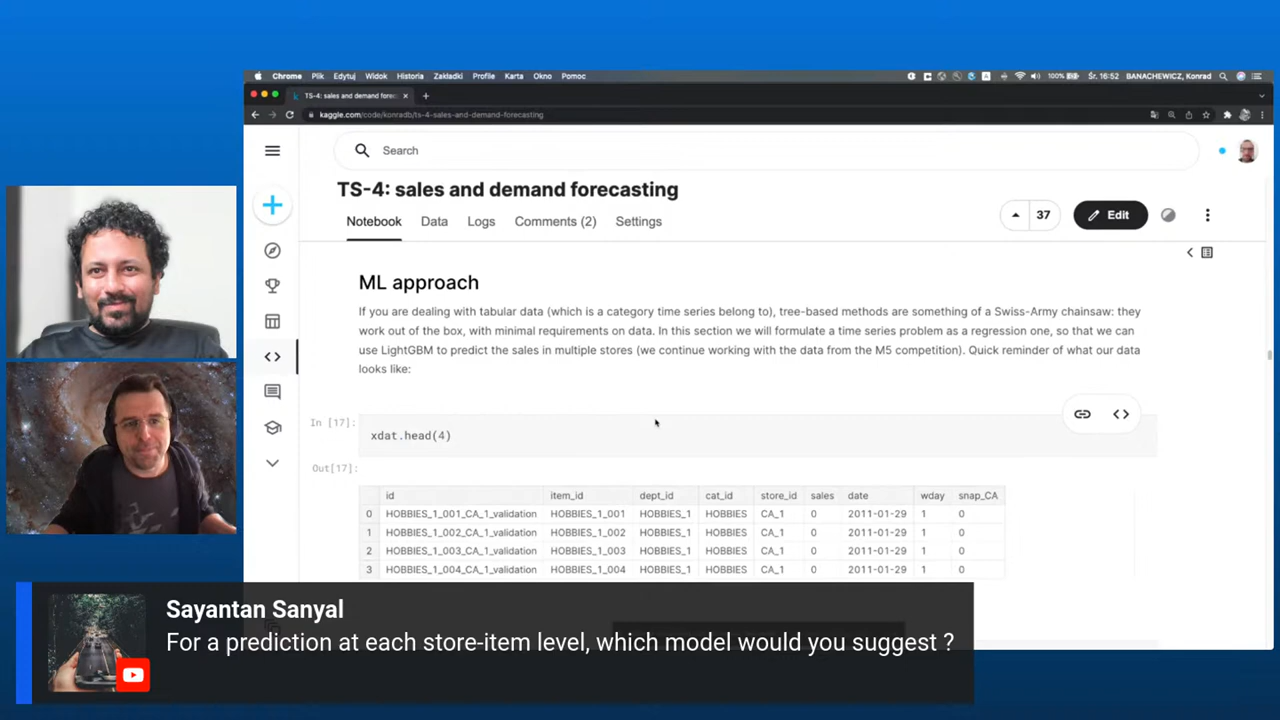 Chrome Plik Edytuj Widok Historia Zakładki Profile Karta Okno Pomoc 100% Śr. 16:52 BANACHEWICZ, Konrad
TS-4: sales and demand forec
kaggle.com/code/konradb/ts-4-sales-and-demand-forecasting
Search
TS-4: sales and demand forecasting
Notebook Data Logs Comments (2) Settings
37 Edit
ML approach
If you are dealing with tabular data (which is a category time series belong to), tree-based methods are something of a Swiss-Army chainsaw: they
work out of the box, with minimal requirements on data. In this section we will formulate a time series problem as a regression one, so that we can
use LightGBM to predict the sales in multiple stores (we continue working with the data from the M5 competition). Quick reminder of what our data
looks like:
In [17]:
xdat.head(4)
Out[17]:
id item_id dept_id cat_id store_id sales date wday snap_CA
0 HOBBIES_1_001_CA_1_validation HOBBIES_1_001 HOBBIES_1 HOBBIES CA_1 0 2011-01-29 1 0
1 HOBBIES_1_002_CA_1_validation HOBBIES_1_002 HOBBIES_1 HOBBIES CA_1 0 2011-01-29 1 0
2 HOBBIES_1_003_CA_1_validation HOBBIES_1_003 HOBBIES_1 HOBBIES CA_1 0 2011-01-29 1 0
3 HOBBIES_1_004_CA_1_validation HOBBIES_1_004 HOBBIES_1 HOBBIES CA_1 0 2011-01-29 1 0
Sayantan Sanyal
For a prediction at each store-item level, which model would you suggest ?